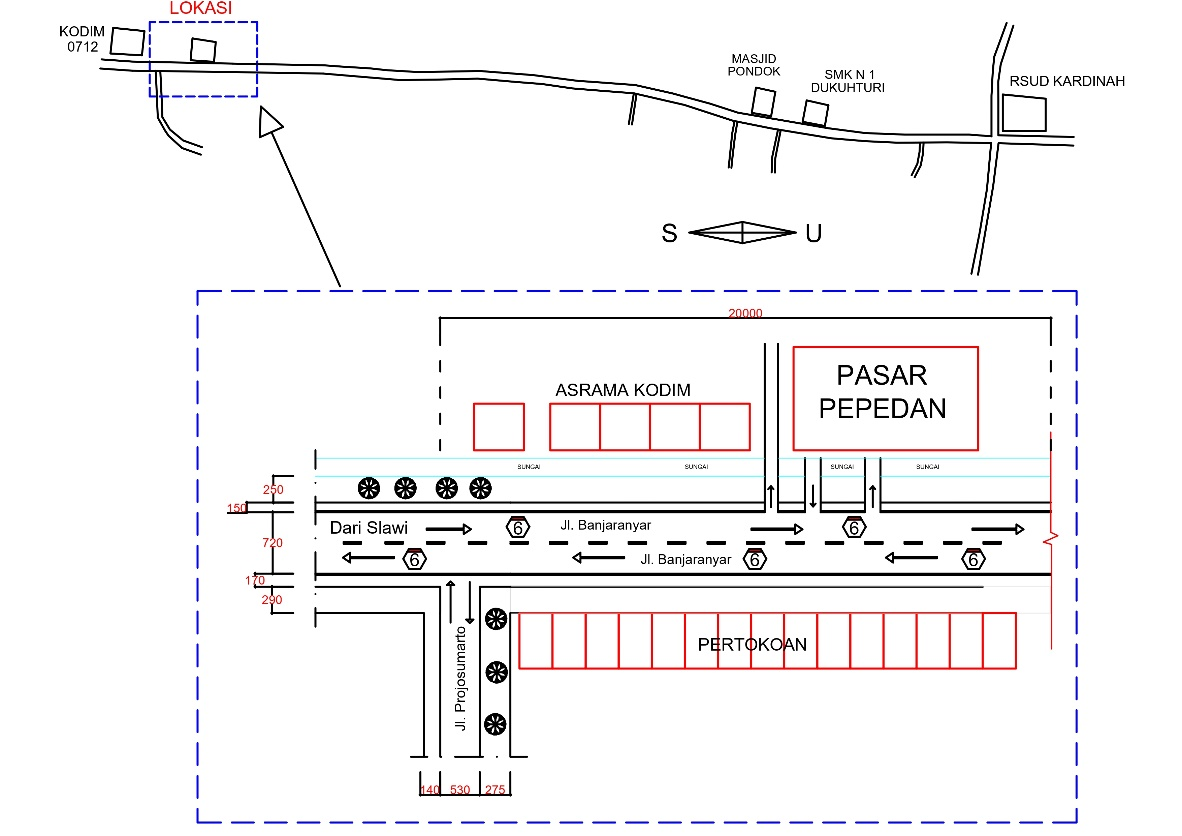 LOKASI
KODIM
0712
MASJID
PONDOK
SMK N 1
DUKUHTURI
RSUD KARDINAH
S
U
20000
ASRAMA KODIM
PASAR
PEPEDAN
SUNGAI
SUNGAI
SUNGAI
SUNGAI
250
150
720
170
290
Dari Slawi
6
Jl. Banjaranyar
6
6
Jl. Banjaranyar
6
6
Jl. Projosumarto
PERTOKOAN
140
530
275